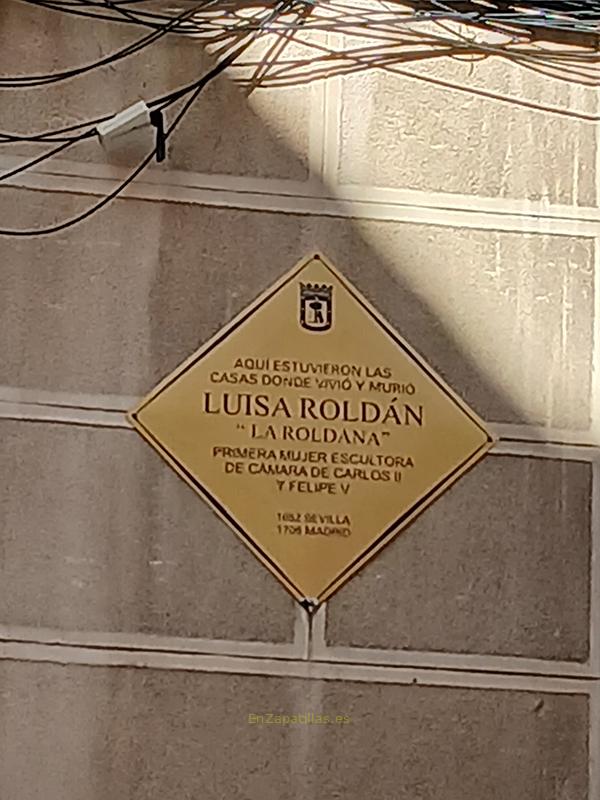 AQUÍ ESTUVIERON LAS
CASAS DONDE VIVIÓ Y MURIÓ
LUISA ROLDÁN
“ LA ROLDANA”
PRIMERA MUJER ESCULTORA
DE CÁMARA DE CARLOS II
Y FELIPE V
1652 SEVILLA
1706 MADRID
EnZapatillas.es